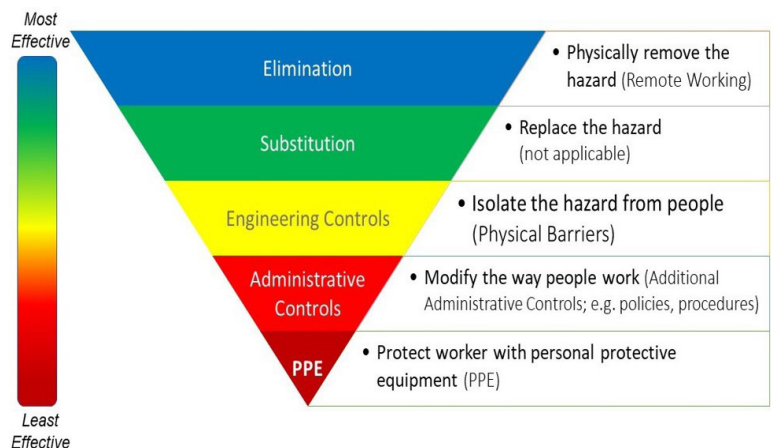 Most
Effective
Elimination
• Physically remove the
hazard (Remote Working)
Substitution
• Replace the hazard
(not applicable)
Engineering Controls
• Isolate the hazard from people
(Physical Barriers)
Administrative
Controls
• Modify the way people work (Additional
Administrative Controls; e.g. policies, procedures)
PPE
• Protect worker with personal protective
equipment (PPE)
Least
Effective